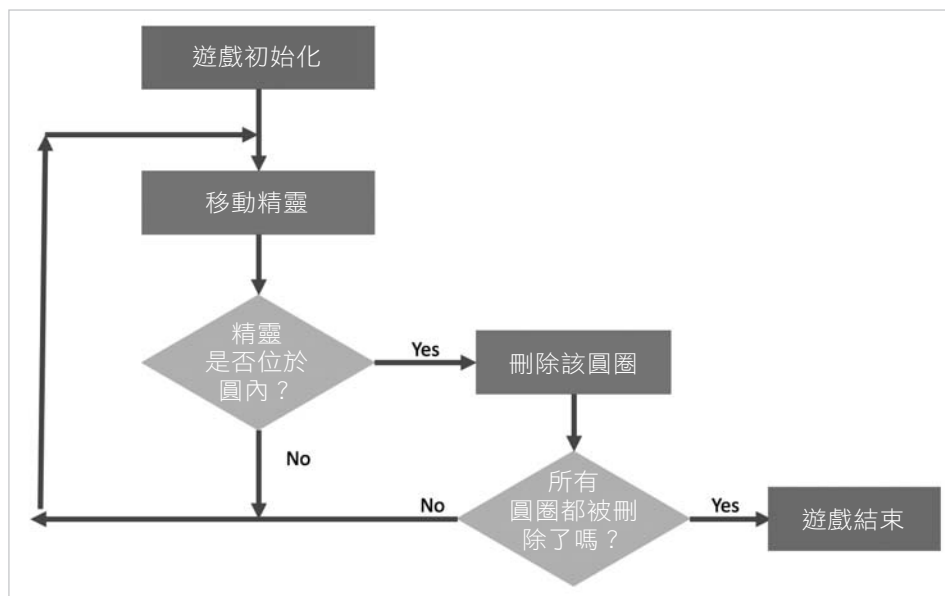 遊戲初始化
移動精靈
精靈
是否位於
圓內？
Yes
刪除該圓圈
No
所有
圓圈都被刪
除了嗎？
No
Yes
遊戲結束